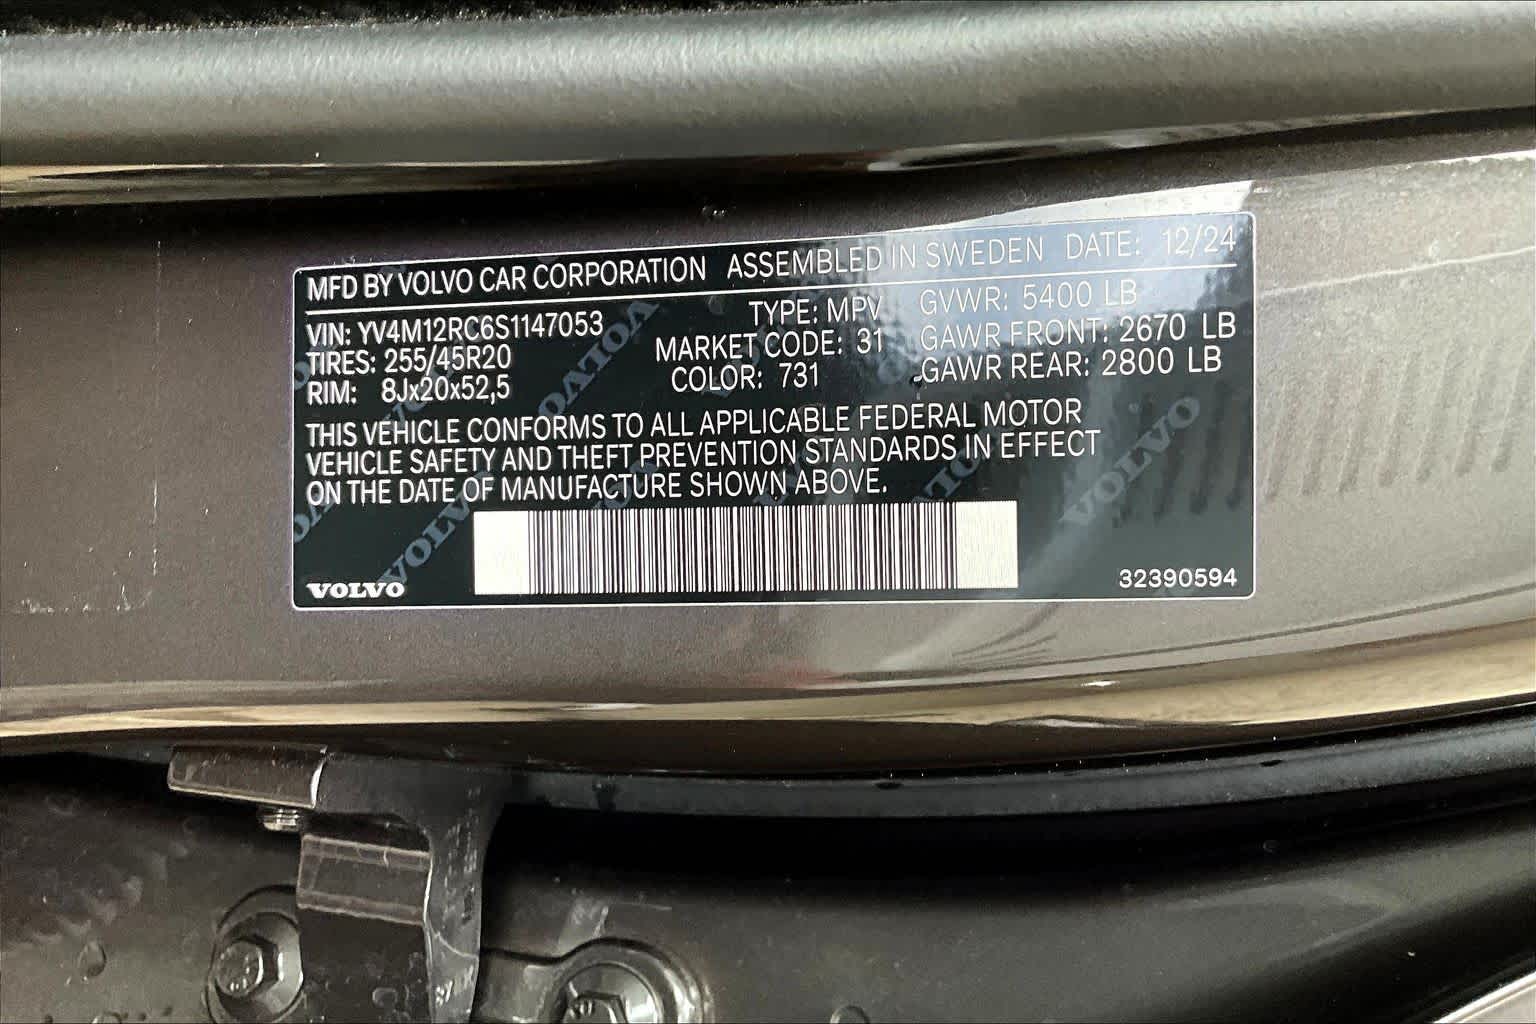 MFD BY VOLVO CAR CORPORATION ASSEMBLED IN SWEDEN DATE: 12/24
VIN: YV4M12RC6S1147053 TYPE: MPV GVWR: 5400 LB
TIRES: 255/45R20 MARKET CODE: 31 GAWR FRONT: 2670 LB
RIM: 8Jx20x52,5 COLOR: 731 GAWR REAR: 2800 LB
THIS VEHICLE CONFORMS TO ALL APPLICABLE FEDERAL MOTOR
VEHICLE SAFETY AND THEFT PREVENTION STANDARDS IN EFFECT
ON THE DATE OF MANUFACTURE SHOWN ABOVE.
VOLVO 32390594